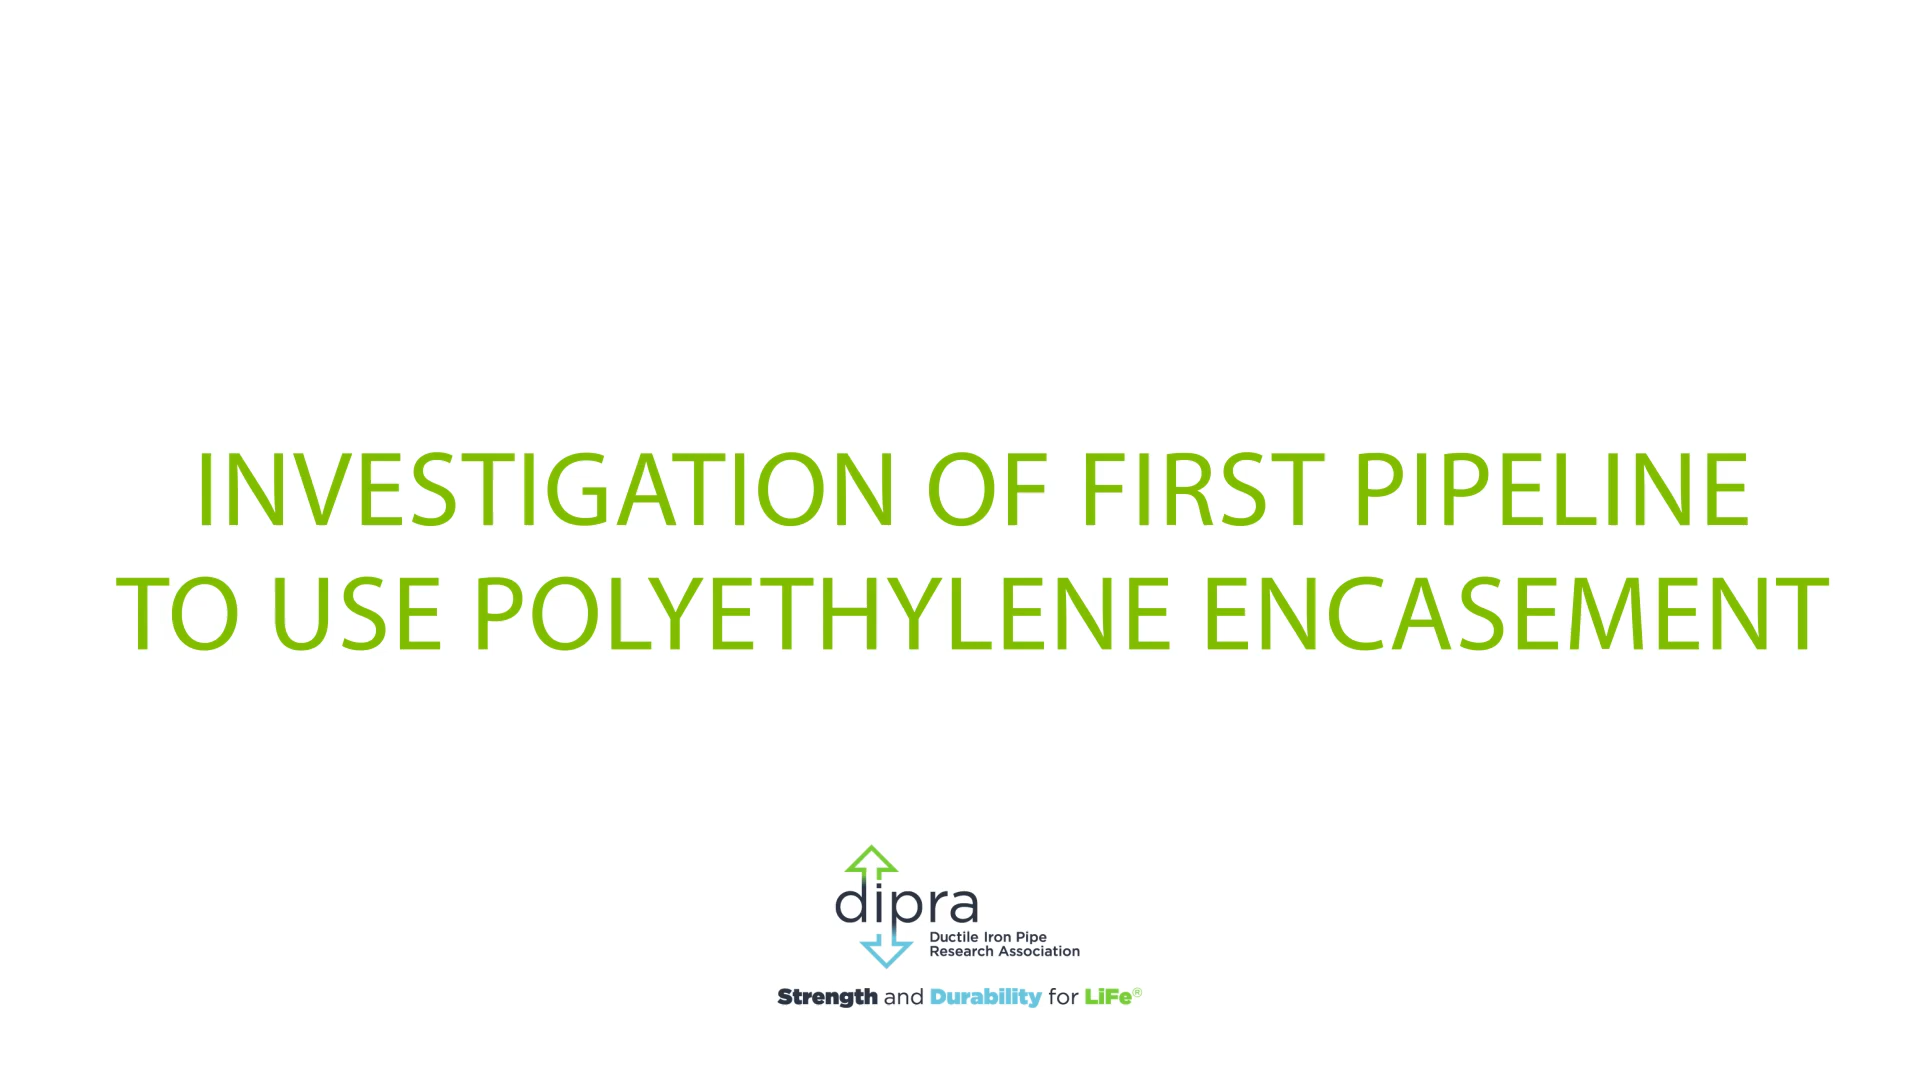 INVESTIGATION OF FIRST PIPELINE
TO USE POLYETHYLENE ENCASEMENT
dipra
Ductile Iron Pipe
Research Association
Strength and Durability for LiFe®